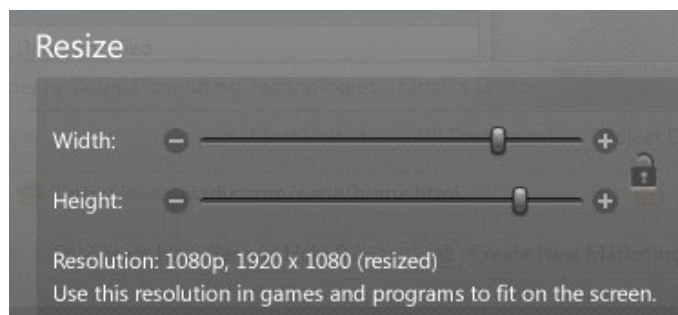 Resize
Width:
Height:
Resolution: 1080p, 1920 x 1080 (resized)
Use this resolution in games and programs to fit on the screen.